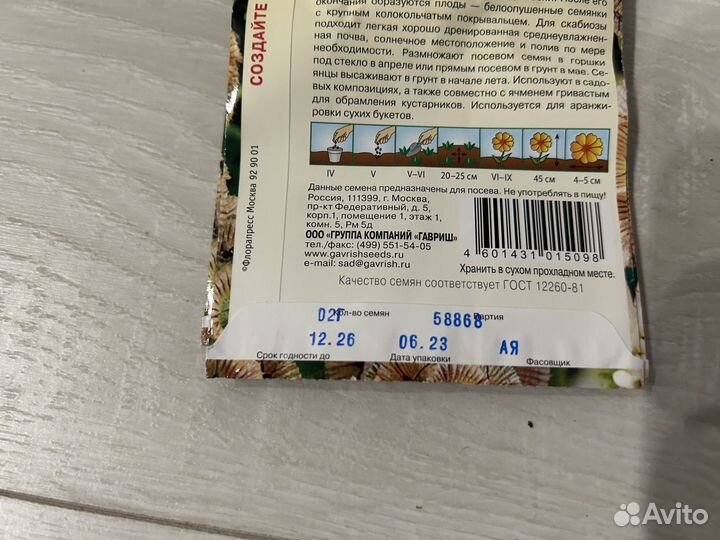 окончания образуются плоды — белоопушенные семянки
с крупным колокольчатым покрывальцем. Для скабиозы
подходит легкая хорошо дренированная среднеувлажнен-
ная почва, солнечное местоположение и полив по мере
необходимости. Размножают посевом семян в горшки
под стекло в апреле или прямым посевом в грунт в мае. Се-
янцы высаживают в грунт в начале лета. Используют в садо-
вых композициях, а также совместно с ячменем гривастым
для обрамления кустарников. Используется для аранжи-
ровки сухих букетов.
СОЗДАЙТЕ
©Флорапресс Москва 92 90 01
IV V V–VI 20–25 см VI–IX 45 см 4–5 см
Данные семена предназначены для посева. Не употреблять в пищу!
Россия, 111399, г. Москва,
пр-кт Федеративный, д. 5,
корп.1, помещение 1, этаж 1,
комн. 5, Рм 5д
ООО «ГРУППА КОМПАНИЙ «ГАВРИШ»
тел./факс: (499) 551-54-05
www.gavrishseeds.ru
e-mail: sad@gavrish.ru
4 601431 015098
Хранить в сухом прохладном месте.
Качество семян соответствует ГОСТ 12260-81
02Г Кол-во семян 58868 Партия
12.26 06.23 АЯ
Срок годности до Дата упаковки Фасовщик
Avito